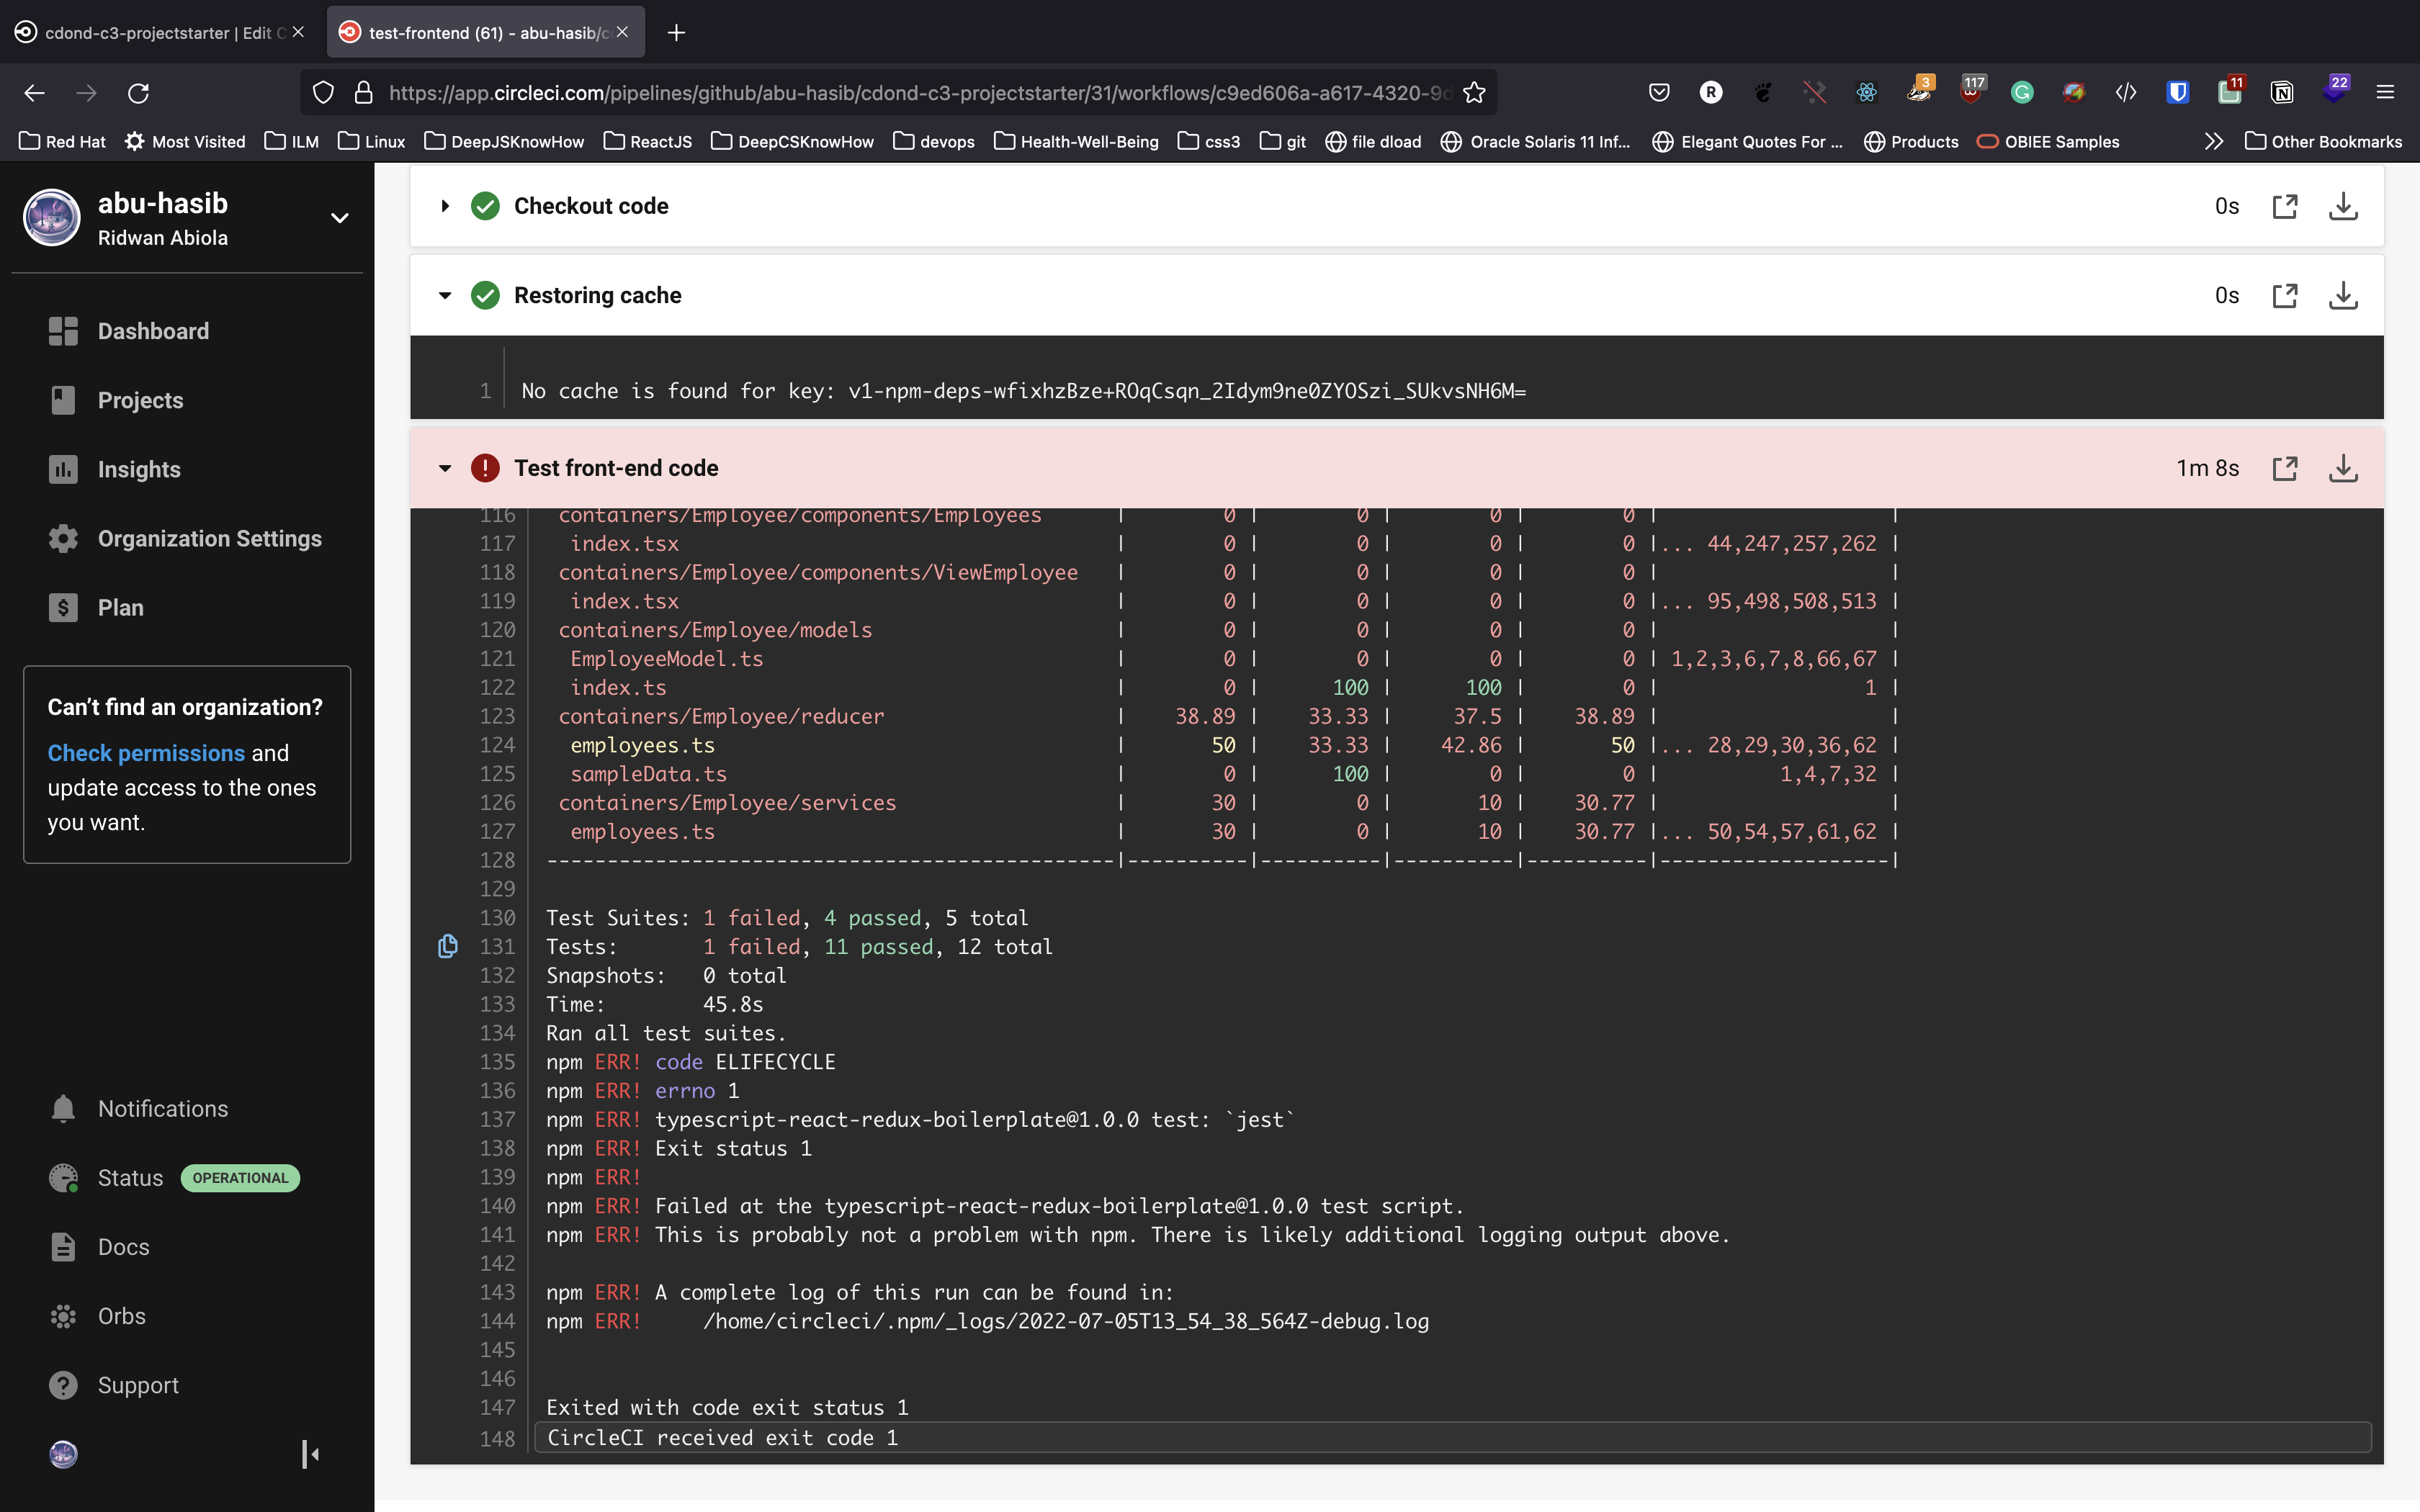 cdond-c3-projectstarter | Edit C
test-frontend (61) - abu-hasib/c
https://app.circleci.com/pipelines/github/abu-hasib/cdond-c3-projectstarter/31/workflows/c9ed606a-a617-4320-9d
R
3
117
11
22
Red Hat
Most Visited
ILM
Linux
DeepJSKnowHow
ReactJS
DeepCSKnowHow
devops
Health-Well-Being
css3
git
file dload
Oracle Solaris 11 Inf...
Elegant Quotes For ...
Products
OBIEE Samples
Other Bookmarks
abu-hasib
Ridwan Abiola
Dashboard
Projects
Insights
Organization Settings
Plan
Can't find an organization?
Check permissions and
update access to the ones
you want.
Notifications
Status OPERATIONAL
Docs
Orbs
Support
Checkout code 0s
Restoring cache 0s
1 No cache is found for key: v1-npm-deps-wfixhzBze+ROqCsqn_2Idym9ne0ZYOSzi_SUkvsNH6M=
Test front-end code 1m 8s
116 containers/Employee/components/Employees | 0 | 0 | 0 | 0 | |
117 index.tsx | 0 | 0 | 0 | 0 |... 44,247,257,262 |
118 containers/Employee/components/ViewEmployee | 0 | 0 | 0 | 0 | |
119 index.tsx | 0 | 0 | 0 | 0 |... 95,498,508,513 |
120 containers/Employee/models | 0 | 0 | 0 | 0 | |
121 EmployeeModel.ts | 0 | 0 | 0 | 0 | 1,2,3,6,7,8,66,67 |
122 index.ts | 0 | 100 | 100 | 0 | 1 |
123 containers/Employee/reducer | 38.89 | 33.33 | 37.5 | 38.89 | |
124 employees.ts | 50 | 33.33 | 42.86 | 50 |... 28,29,30,36,62 |
125 sampleData.ts | 0 | 100 | 0 | 0 | 1,4,7,32 |
126 containers/Employee/services | 30 | 0 | 10 | 30.77 | |
127 employees.ts | 30 | 0 | 10 | 30.77 |... 50,54,57,61,62 |
128 -----------------------------------------------|----------|----------|----------|----------|-------------------|
129
130 Test Suites: 1 failed, 4 passed, 5 total
131 Tests: 1 failed, 11 passed, 12 total
132 Snapshots: 0 total
133 Time: 45.8s
134 Ran all test suites.
135 npm ERR! code ELIFECYCLE
136 npm ERR! errno 1
137 npm ERR! typescript-react-redux-boilerplate@1.0.0 test: `jest`
138 npm ERR! Exit status 1
139 npm ERR!
140 npm ERR! Failed at the typescript-react-redux-boilerplate@1.0.0 test script.
141 npm ERR! This is probably not a problem with npm. There is likely additional logging output above.
142
143 npm ERR! A complete log of this run can be found in:
144 npm ERR! /home/circleci/.npm/_logs/2022-07-05T13_54_38_564Z-debug.log
145
146
147 Exited with code exit status 1
148 CircleCI received exit code 1